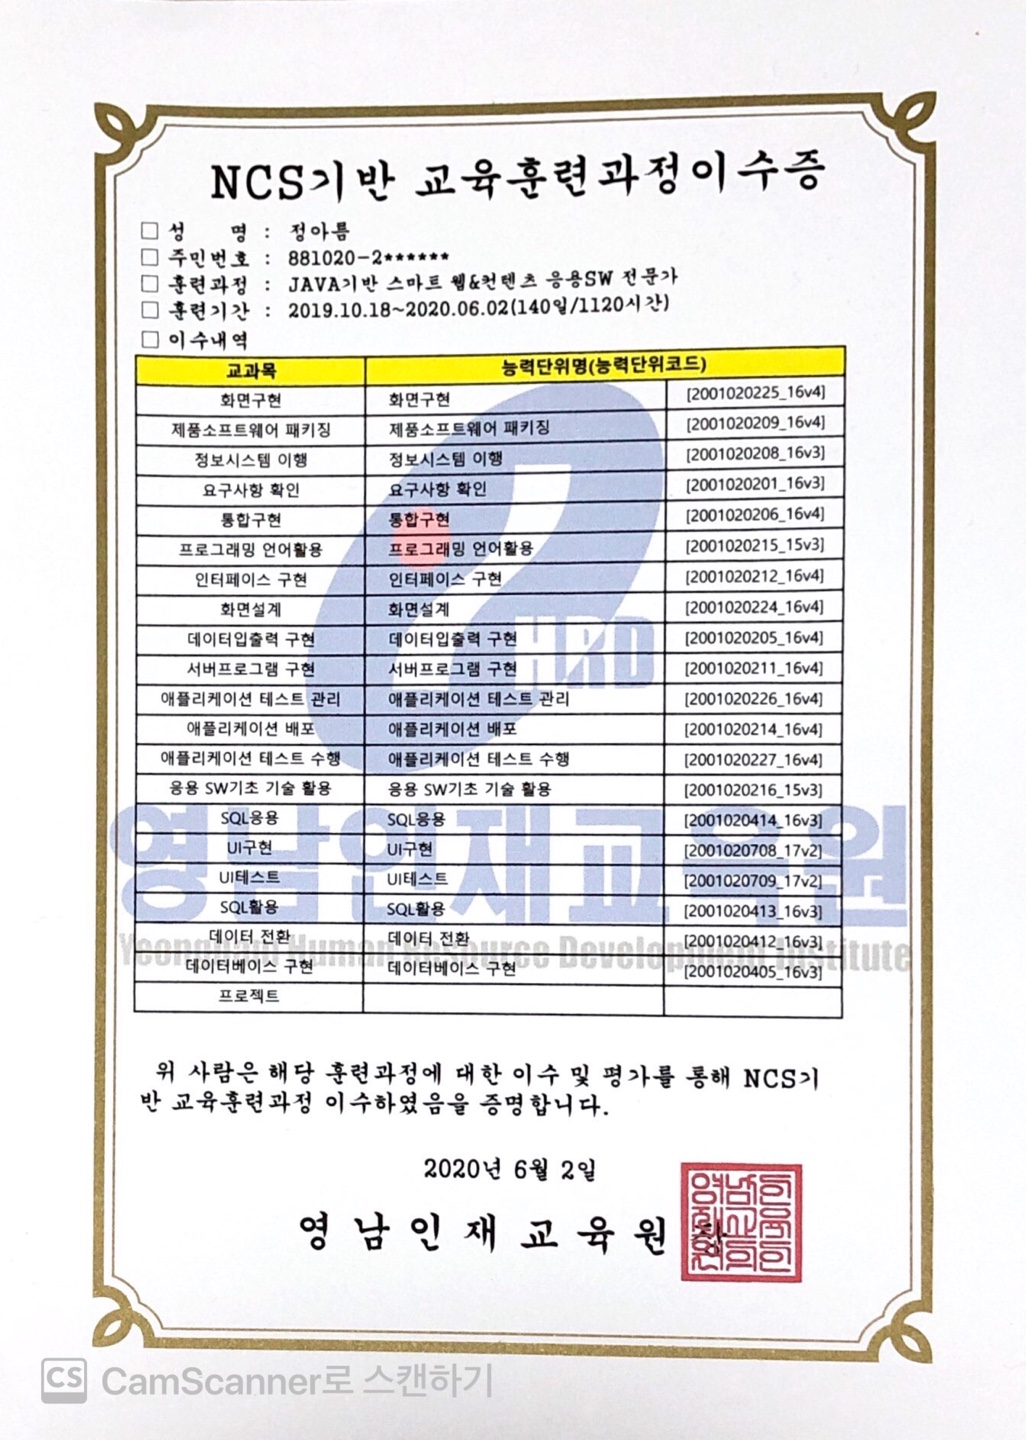 NCS기반 교육훈련과정이수증
□ 성 명 : 정아름
□ 주민번호 : 881020-2******
□ 훈련과정 : JAVA기반 스마트 웹&컨텐츠 응용SW 전문가
□ 훈련기간 : 2019.10.18~2020.06.02(140일/1120시간)
□ 이수내역
교과목 능력단위명(능력단위코드)
화면구현 화면구현 [2001020225_16v4]
제품소프트웨어 패키징 제품소프트웨어 패키징 [2001020209_16v4]
정보시스템 이행 정보시스템 이행 [2001020208_16v3]
요구사항 확인 요구사항 확인 [2001020201_16v3]
통합구현 통합구현 [2001020206_16v4]
프로그래밍 언어활용 프로그래밍 언어활용 [2001020215_15v3]
인터페이스 구현 인터페이스 구현 [2001020212_16v4]
화면설계 화면설계 [2001020224_16v4]
데이터입출력 구현 데이터입출력 구현 [2001020205_16v4]
서버프로그램 구현 서버프로그램 구현 [2001020211_16v4]
애플리케이션 테스트 관리 애플리케이션 테스트 관리 [2001020226_16v4]
애플리케이션 배포 애플리케이션 배포 [2001020214_16v4]
애플리케이션 테스트 수행 애플리케이션 테스트 수행 [2001020227_16v4]
응용 SW기초 기술 활용 응용 SW기초 기술 활용 [2001020216_15v3]
SQL응용 SQL응용 [2001020414_16v3]
UI구현 UI구현 [2001020708_17v2]
UI테스트 UI테스트 [2001020709_17v2]
SQL활용 SQL활용 [2001020413_16v3]
데이터 전환 데이터 전환 [2001020412_16v3]
데이터베이스 구현 데이터베이스 구현 [2001020405_16v3]
프로젝트
HRD
영남인재교육원
Yeongnam Human Resource Development Institute
위 사람은 해당 훈련과정에 대한 이수 및 평가를 통해 NCS기
반 교육훈련과정 이수하였음을 증명합니다.
2020년 6월 2일
영남인재교육원장
CS CamScanner로 스캔하기